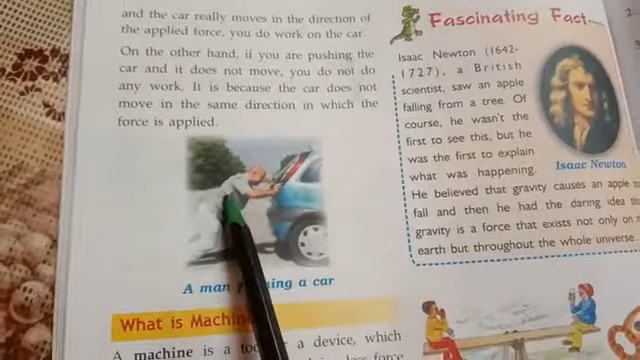 and the car really moves in the direction of
the applied force, you do work on the car.
On the other hand, if you are pushing the
car and it does not move, you do not do
any work. It is because the car does not
move in the same direction in which the
force is applied.
A man ing a car
What is Machin
A machine is a a device, which
force
Fascinating Fact....
Isaac Newton (1642-
1727), a British
scientist, saw an apple
falling from a tree. Of
course, he wasn't the
first to see this, but he
was the first to explain
what was happening.
He believed that gravity causes an apple
fall and then he had the daring idea
gravity is a force that exists not only on
earth but throughout the whole universe.
Isaac Newton